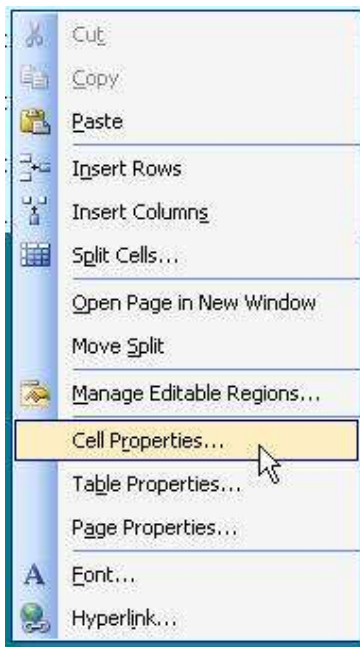 Cut
Copy
Paste
Insert Rows
Insert Columns
Split Cells...
Open Page in New Window
Move Split
Manage Editable Regions...
Cell Properties...
Table Properties...
Page Properties...
Font...
Hyperlink...